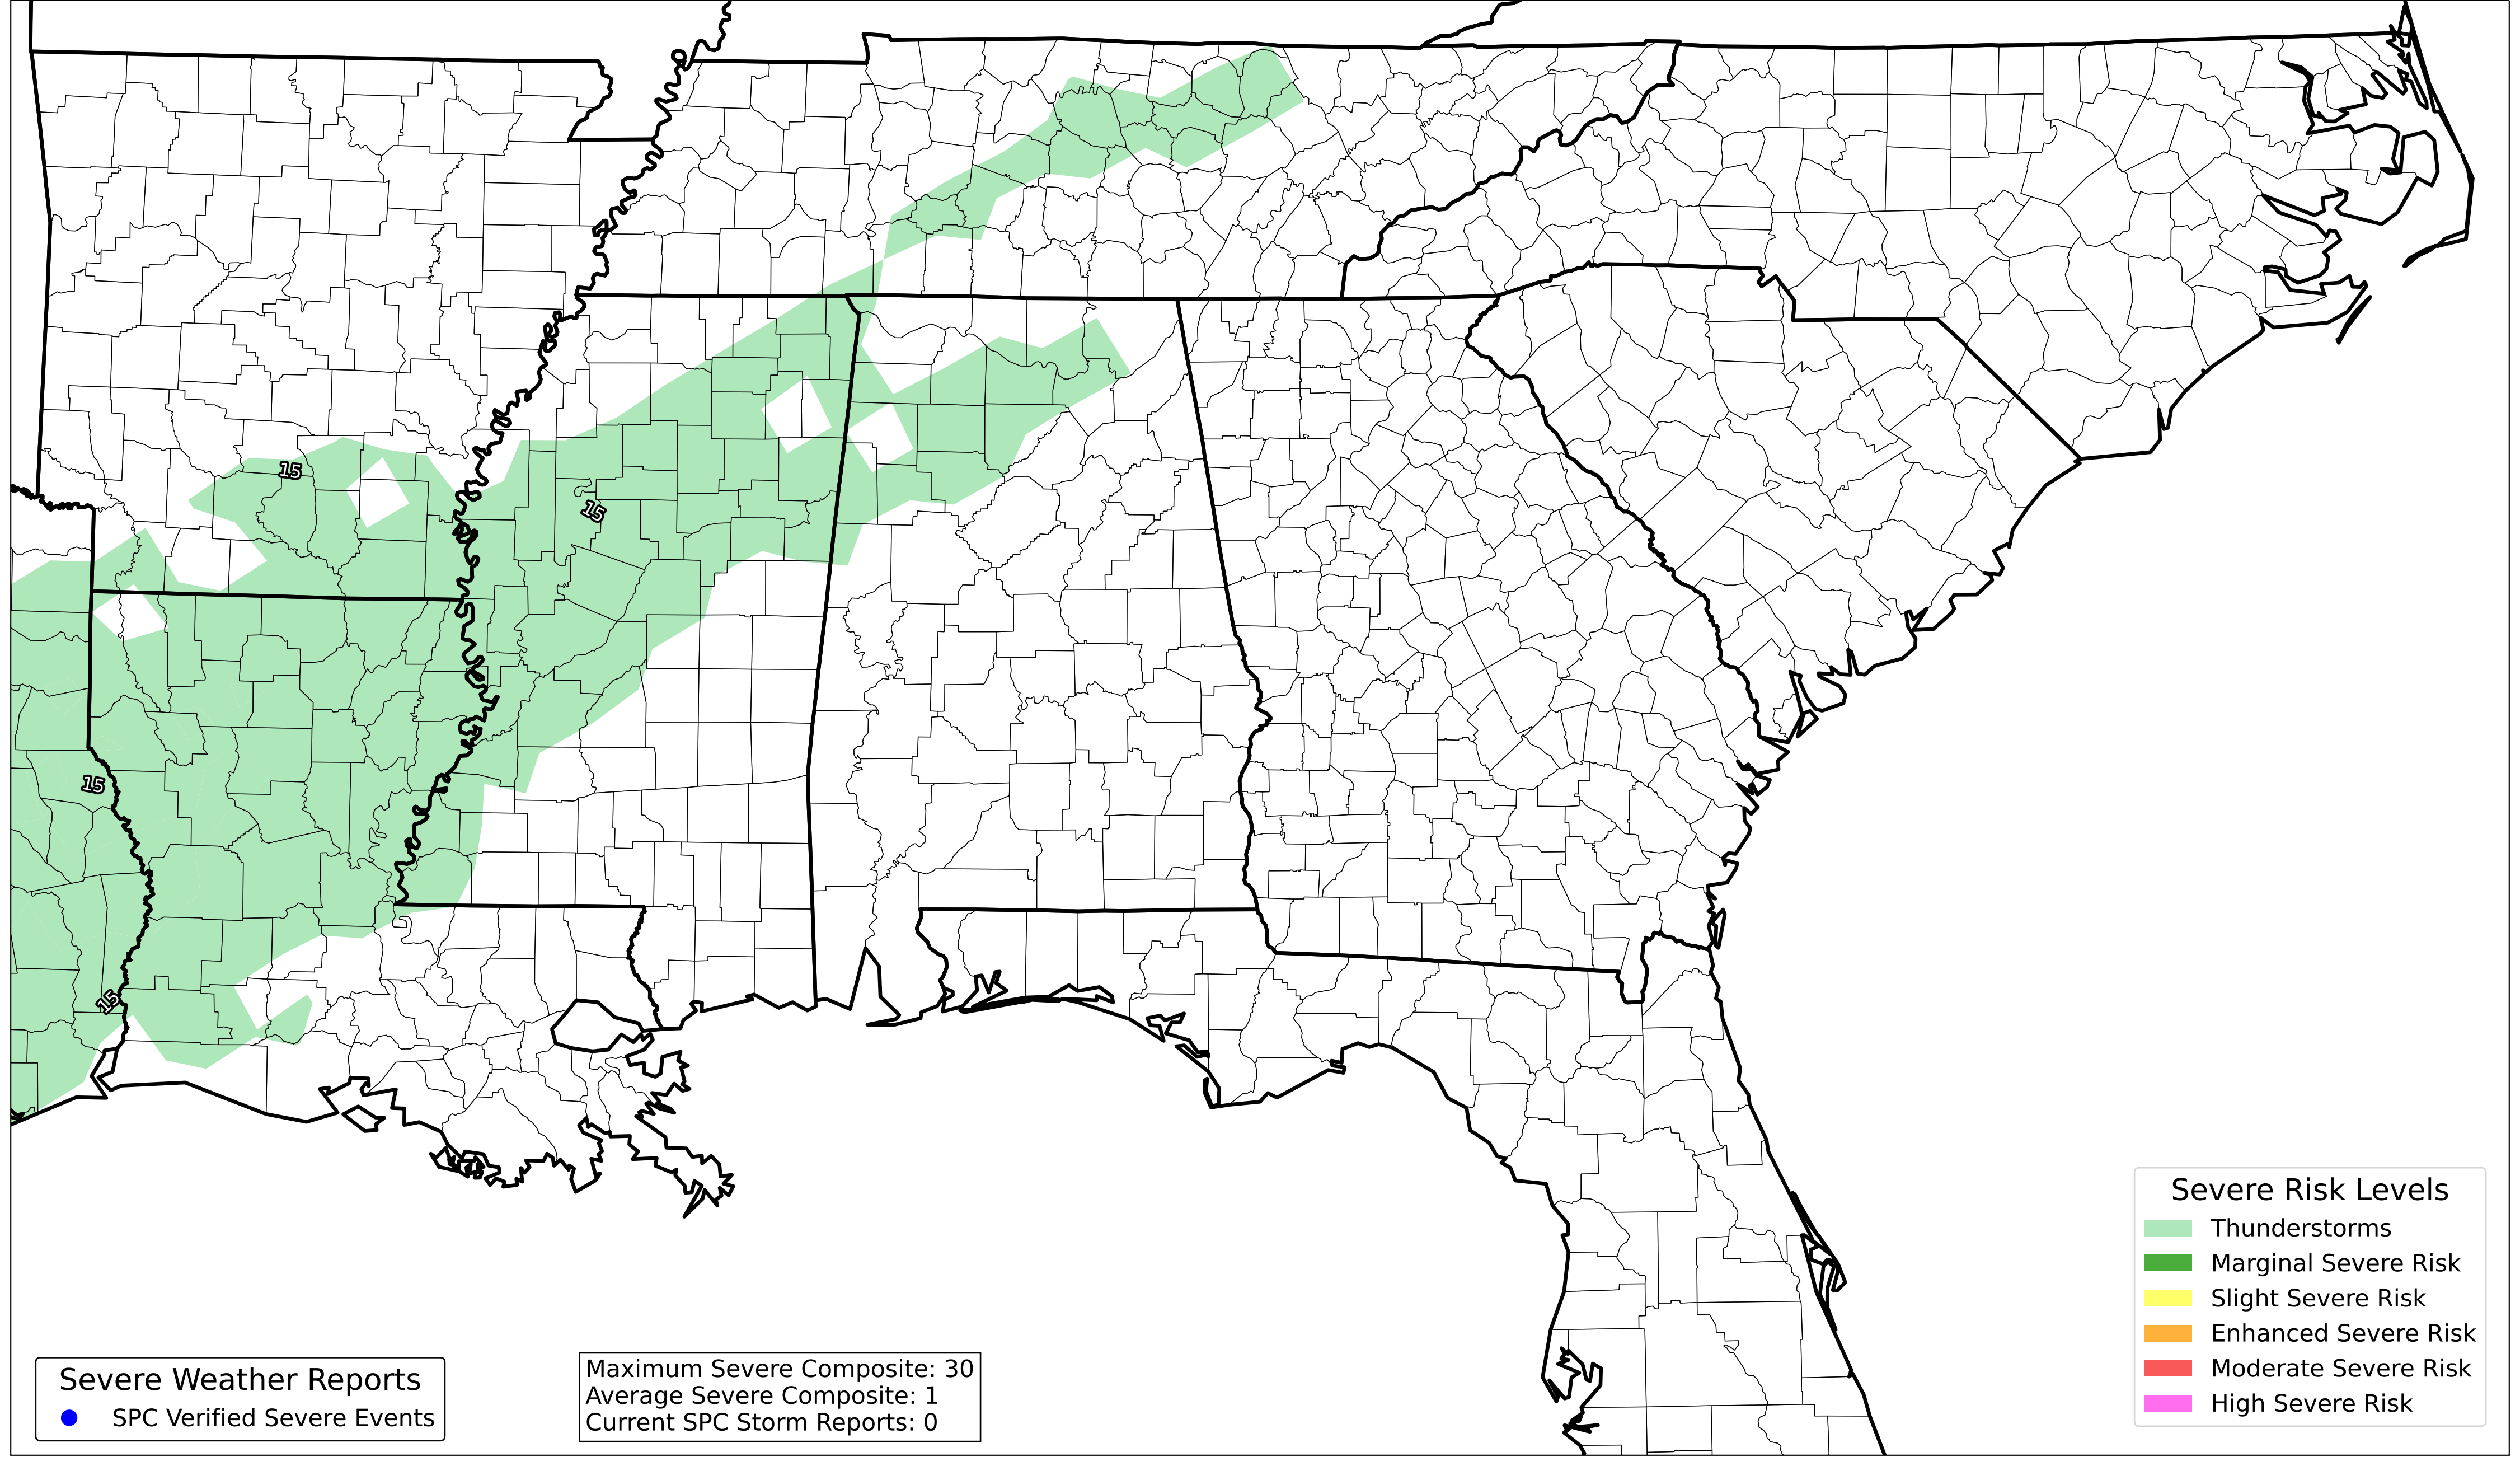 15
15
15
15
Severe Risk Levels
Thunderstorms
Marginal Severe Risk
Slight Severe Risk
Enhanced Severe Risk
Moderate Severe Risk
High Severe Risk
Severe Weather Reports
SPC Verified Severe Events
Maximum Severe Composite: 30
Average Severe Composite: 1
Current SPC Storm Reports: 0